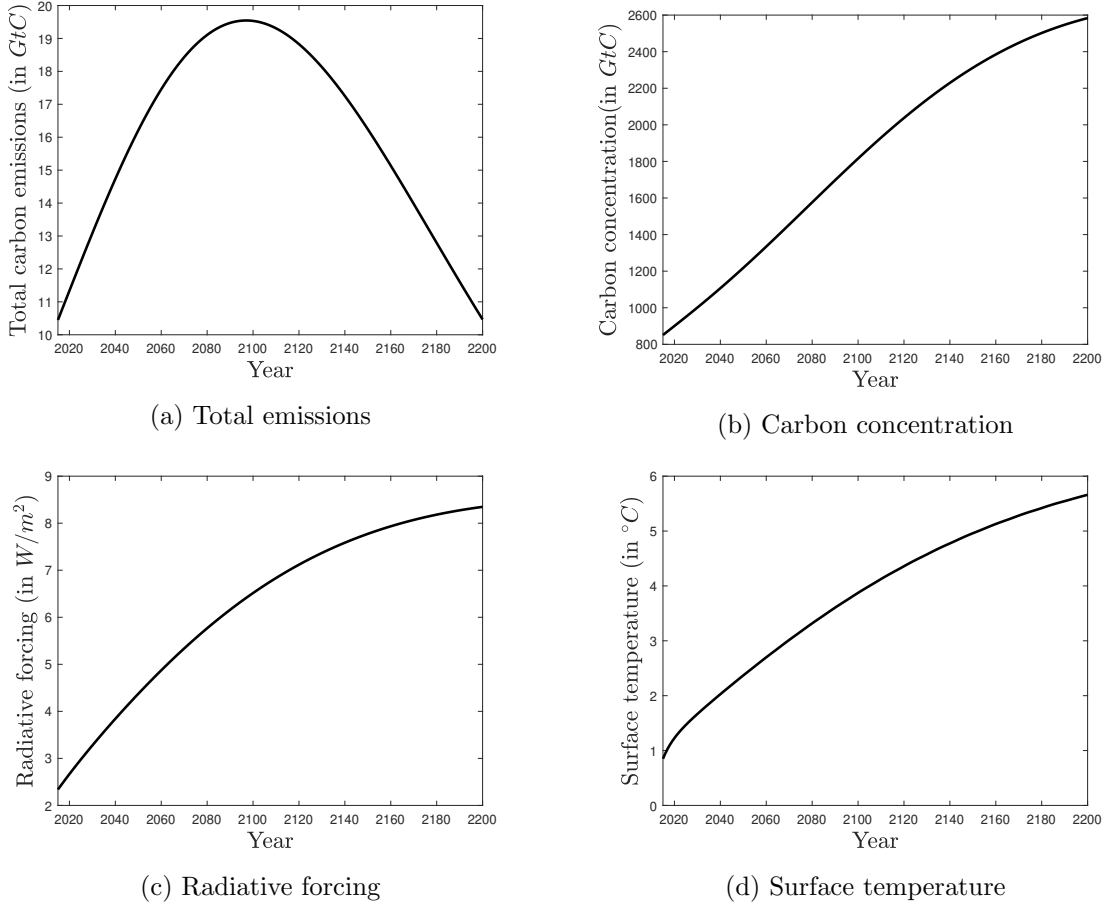 Total carbon emissions (in GtC)
20
19
18
17
16
15
14
13
12
11
10
2020 2040 2060 2080 2100 2120 2140 2160 2180 2200
Year
(a) Total emissions
Carbon concentration(in GtC)
2600
2400
2200
2000
1800
1600
1400
1200
1000
800
2020 2040 2060 2080 2100 2120 2140 2160 2180 2200
Year
(b) Carbon concentration
Radiative forcing (in W/m²)
9
8
7
6
5
4
3
2
2020 2040 2060 2080 2100 2120 2140 2160 2180 2200
Year
(c) Radiative forcing
Surface temperature (in °C)
6
5
4
3
2
1
0
2020 2040 2060 2080 2100 2120 2140 2160 2180 2200
Year
(d) Surface temperature